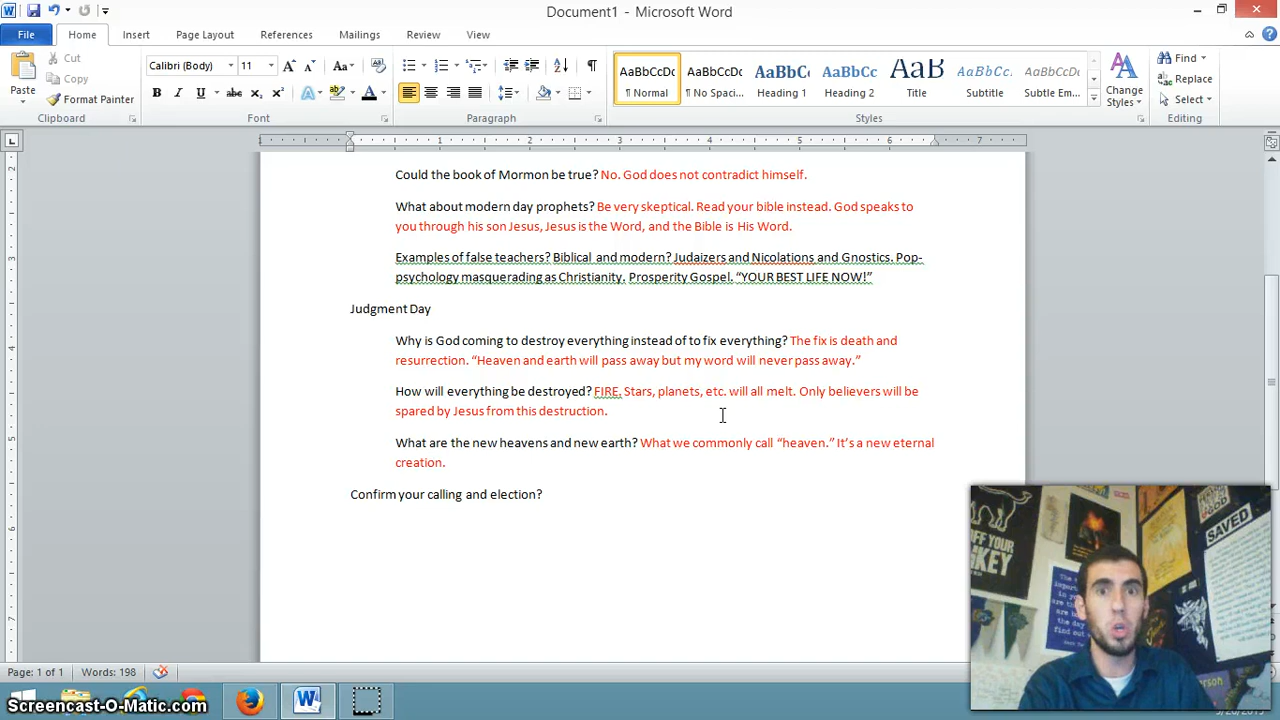 Document1 - Microsoft Word
File Home Insert Page Layout References Mailings Review View
Cut
Copy
Paste
Format Painter
Clipboard
Calibri (Body) 11
Font
Paragraph
AaBbCcDc AaBbCcDc AaBbC AaBbCc AaB AaBbCcD AaBbCcDc
¶ Normal ¶ No Spaci... Heading 1 Heading 2 Title Subtitle Subtle Em...
Change
Styles
Styles
Find
Replace
Select
Editing
Could the book of Mormon be true? No. God does not contradict himself.
What about modern day prophets? Be very skeptical. Read your bible instead. God speaks to
you through his son Jesus, Jesus is the Word, and the Bible is His Word.
Examples of false teachers? Biblical and modern? Judaizers and Nicolations and Gnostics. Pop-
psychology masquerading as Christianity. Prosperity Gospel. “YOUR BEST LIFE NOW!”
Judgment Day
Why is God coming to destroy everything instead of to fix everything? The fix is death and
resurrection. “Heaven and earth will pass away but my word will never pass away.”
How will everything be destroyed? FIRE. Stars, planets, etc. will all melt. Only believers will be
spared by Jesus from this destruction.
What are the new heavens and new earth? What we commonly call “heaven.” It’s a new eternal
creation.
Confirm your calling and election?
SAVED
Page: 1 of 1 Words: 198
Screencast-O-Matic.com